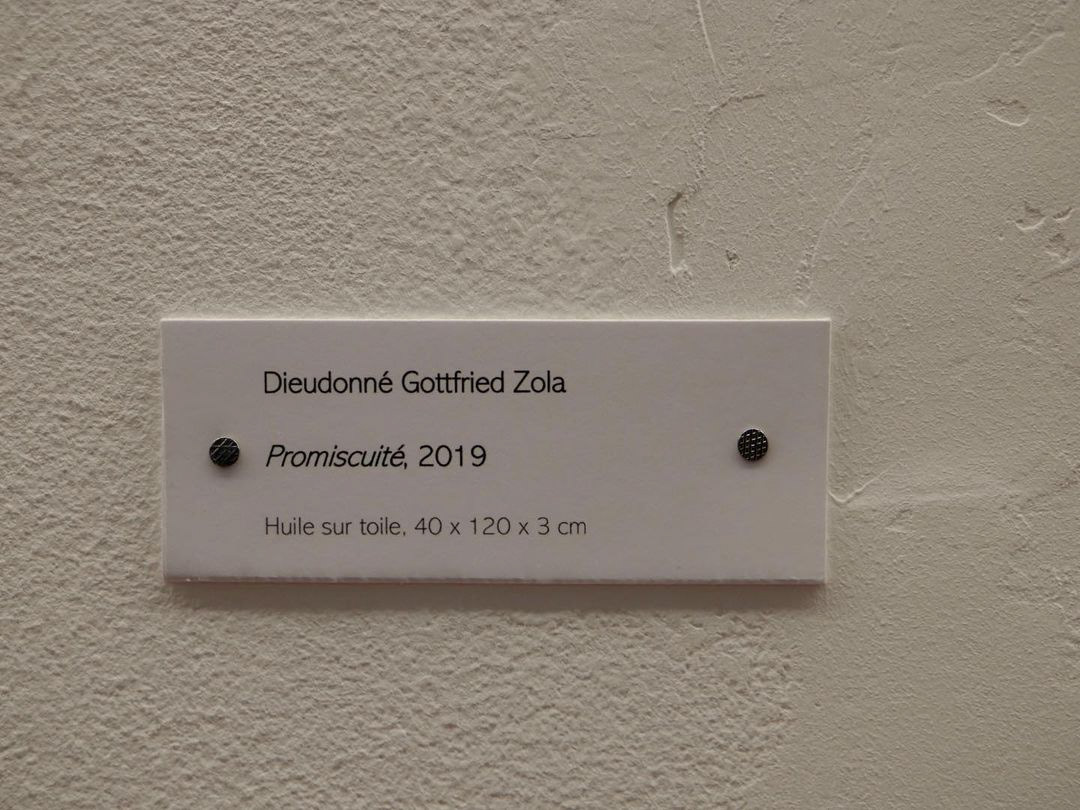 Dieudonné Gottfried Zola
Promiscuité, 2019
Huile sur toile, 40 x 120 x 3 cm